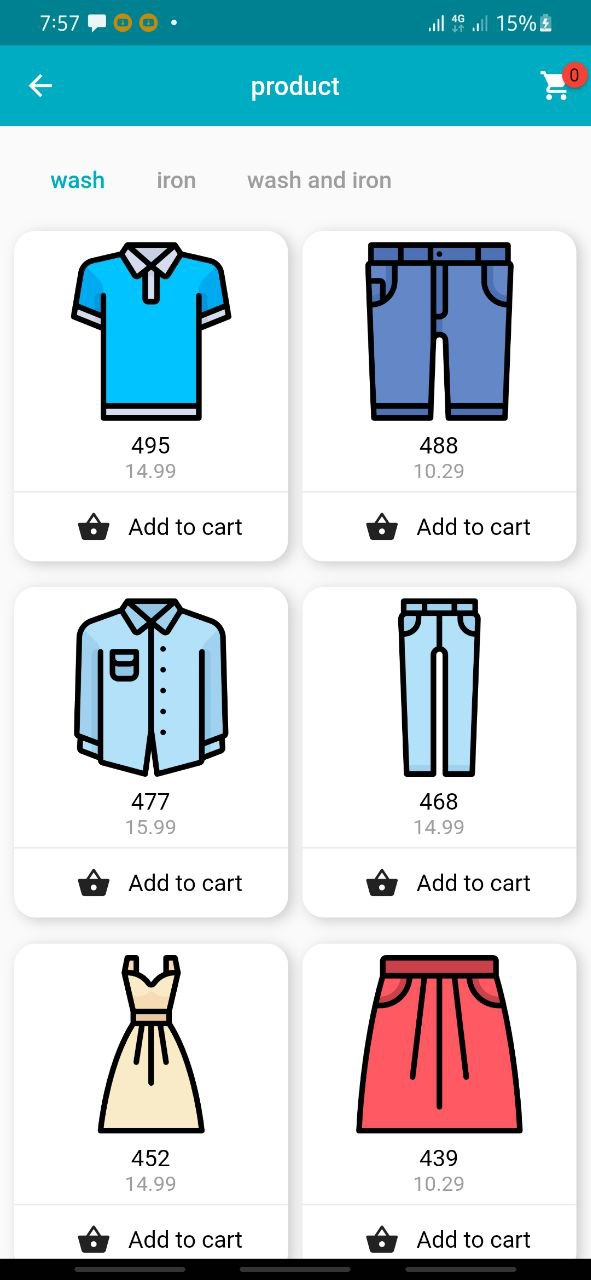 7:57 4G 15%
product 0
wash iron wash and iron
495 488
14.99 10.29
Add to cart Add to cart
477 468
15.99 14.99
Add to cart Add to cart
452 439
14.99 10.29
Add to cart Add to cart